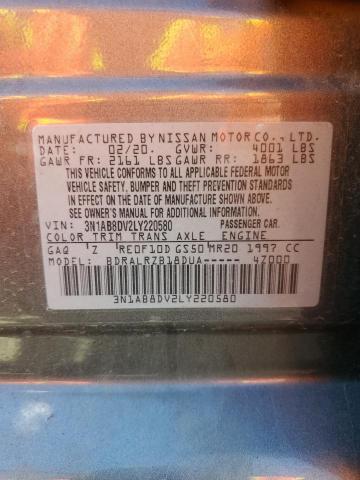 MANUFACTURED BY NISSAN MOTOR CO., LTD.
DATE: 02/20. GVWR: 4001 LBS
GAWR FR: 2161 LBS GAWR RR: 1863 LBS
THIS VEHICLE CONFORMS TO ALL APPLICABLE FEDERAL MOTOR
VEHICLE SAFETY, BUMPER AND THEFT PREVENTION STANDARDS IN
EFFECT ON THE DATE OF MANUFACTURE SHOWN ABOVE.
SEE OWNER'S MANUAL FOR ADDITIONAL INFORMATION.
VIN: 3N1AB8DV2LY220580 PASSENGER CAR.
COLOR TRIM TRANS AXLE ENGINE
GAQ Z RE0F10D GS50 MR20 1997 CC
MODEL: BDRALRZB18DUA----- 4Z000
3N1AB8DV2LY220580